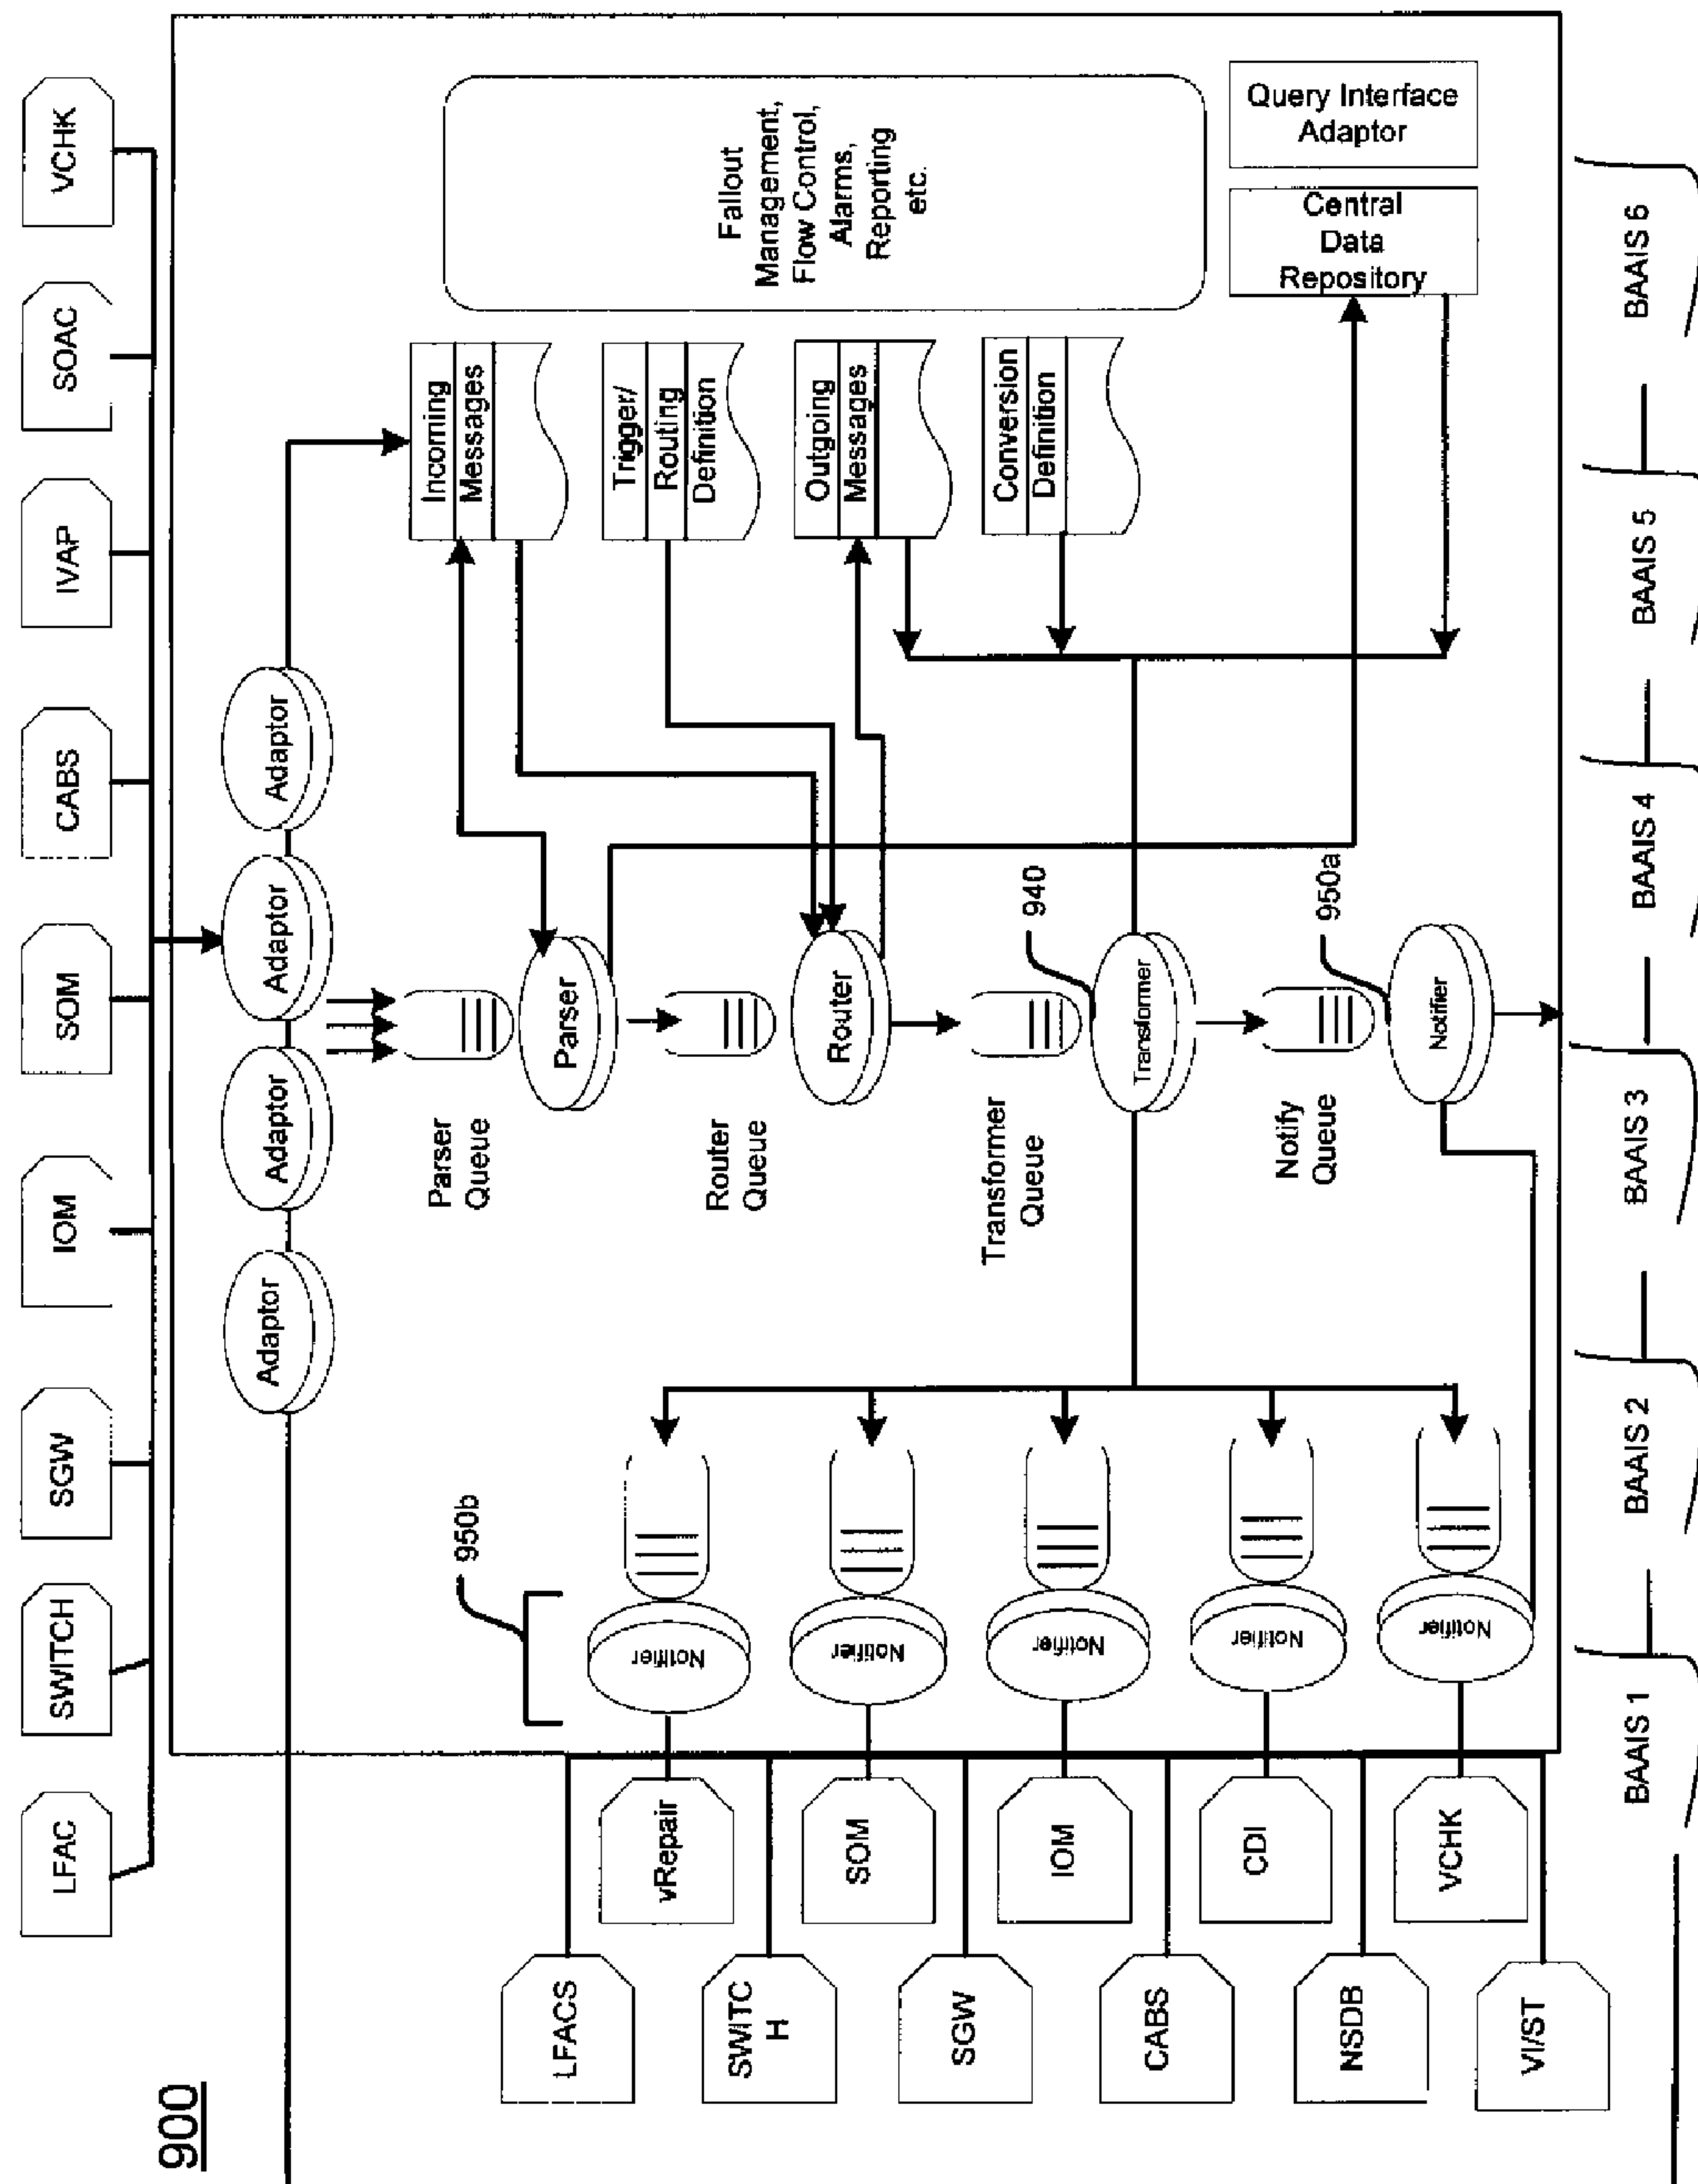 900
LFAC
SWITCH
SGW
IOM
SOM
CABS
IVAP
SOAC
VCHK
Adaptor
Adaptor
Adaptor
Adaptor
Parser
Queue
Parser
Router
Queue
Router
Transformer
Queue
940
Transformer
Notify
Queue
950a
Notifier
Incoming
Messages
Trigger/
Routing
Definition
Outgoing
Messages
Conversion
Definition
Fallout
Management,
Flow Control,
Alarms,
Reporting
etc.
Query Interface
Adaptor
Central
Data
Repository
950b
Notifier
Notifier
Notifier
Notifier
Notifier
vRepair
SOM
IOM
CDI
VCHK
LFACS
SWITC
H
SGW
CABS
NSDB
VI/ST
BAAIS 1
BAAIS 2
BAAIS 3
BAAIS 4
BAAIS 5
BAAIS 6